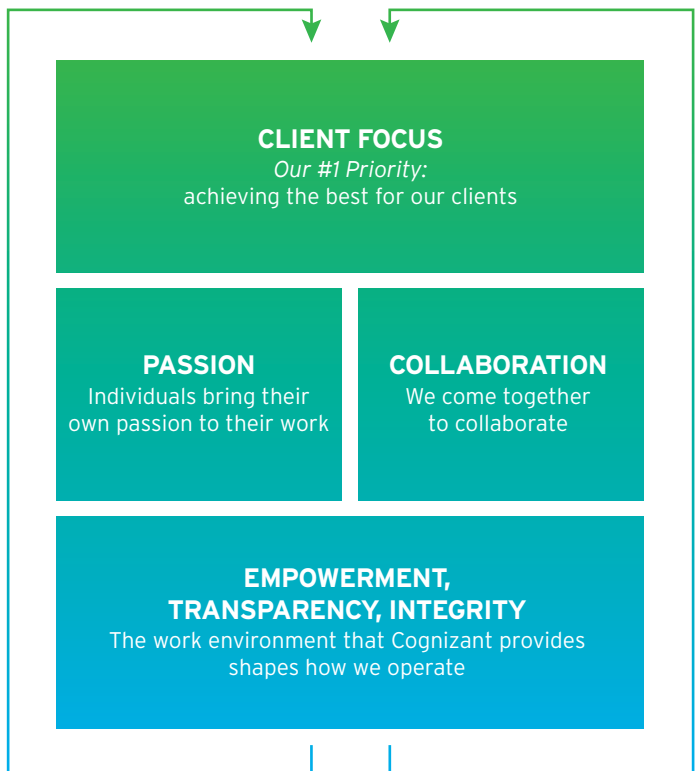 CLIENT FOCUS
Our #1 Priority:
achieving the best for our clients
PASSION
Individuals bring their
own passion to their work
COLLABORATION
We come together
to collaborate
EMPOWERMENT,
TRANSPARENCY, INTEGRITY
The work environment that Cognizant provides
shapes how we operate